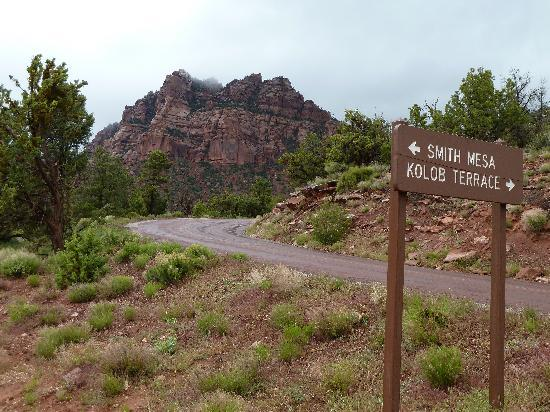 ← SMITH MESA
KOLOB TERRACE →